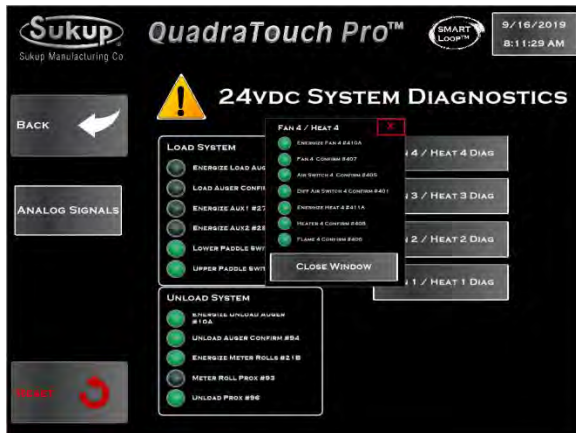 Sukup®
Sukup Manufacturing Co
QuadraTouch Pro™
SMART
LOOP™
9/16/2019
8:11:29 AM
24VDC SYSTEM DIAGNOSTICS
BACK
ANALOG SIGNALS
RESET
LOAD SYSTEM
ENERGIZE LOAD AUG
LOAD AUGER CONFI
ENERGIZE AUX1 #27
ENERGIZE AUX2 #28
LOWER PADDLE SWI
UPPER PADDLE SWI
UNLOAD SYSTEM
ENERGIZE UNLOAD AUGER
#10A
UNLOAD AUGER CONFIRM #94
ENERGIZE METER ROLLS #21B
METER ROLL PROX #93
UNLOAD PROX #96
FAN 4 / HEAT 4
X
ENERGIZE FAN 4 #410A
FAN 4 CONFIRM #407
AIR SWITCH 4 CONFIRM #405
DIFF AIR SWITCH 4 CONFIRM #401
ENERGIZE HEAT 4 #411A
HEATER 4 CONFIRM
FLAME 4 CONFIRM
CLOSE WINDOW
4 / HEAT 4 DIAG
3 / HEAT 3 DIAG
2 / HEAT 2 DIAG
1 / HEAT 1 DIAG